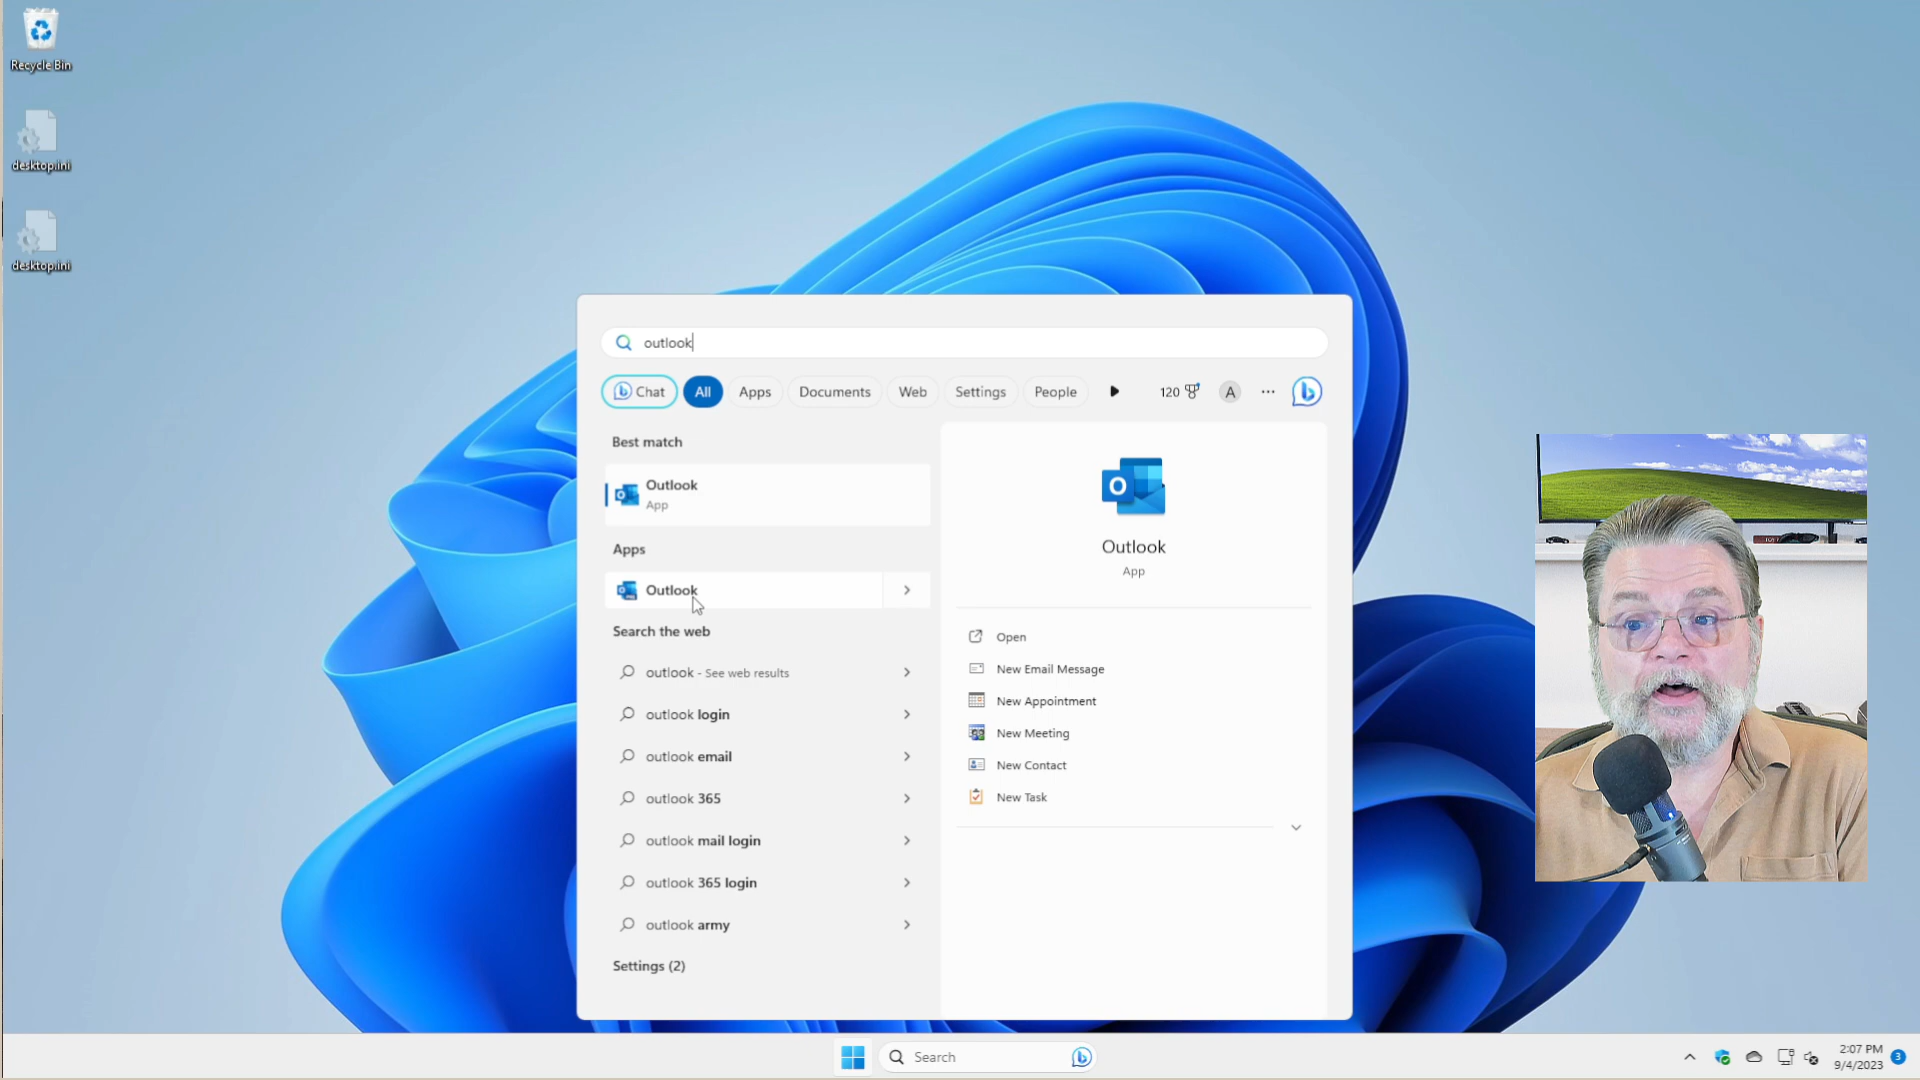 Recycle Bin
desktop.ini
desktop.ini
outlook
Chat
All
Apps
Documents
Web
Settings
People
120
A
Best match
Outlook
App
Apps
Outlook
Search the web
outlook - See web results
outlook login
outlook email
outlook 365
outlook mail login
outlook 365 login
outlook army
Settings (2)
Outlook
App
Open
New Email Message
New Appointment
New Meeting
New Contact
New Task
Search
2:07 PM
9/4/2023
3